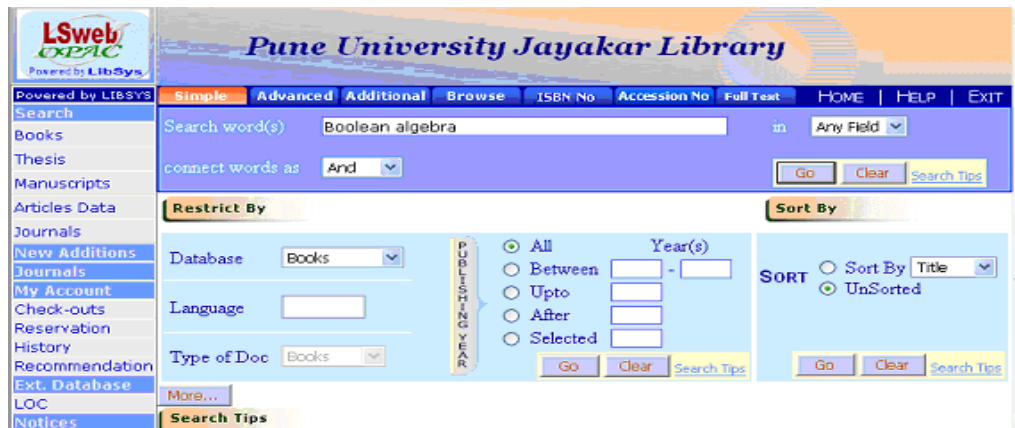 LSweb
OPAC
Powered by LibSys
Pune University Jayakar Library
Powered by LIBSYS
Simple Advanced Additional Browse ISBN No Accession No Full Text HOME | HELP | EXIT
Search
Books
Thesis
Manuscripts
Articles Data
Journals
New Additions
Journals
My Account
Check-outs
Reservation
History
Recommendation
Ext. Database
LOC
Notices
Search word(s) Boolean algebra in Any Field
connect words as And
Go Clear Search Tips
Restrict By
Database Books
Language
Type of Doc Books
PUBLISHING YEAR
All Year(s)
Between -
Upto
After
Selected
Go Clear Search Tips
Sort By
SORT Sort By Title
UnSorted
Go Clear Search Tips
More...
Search Tips